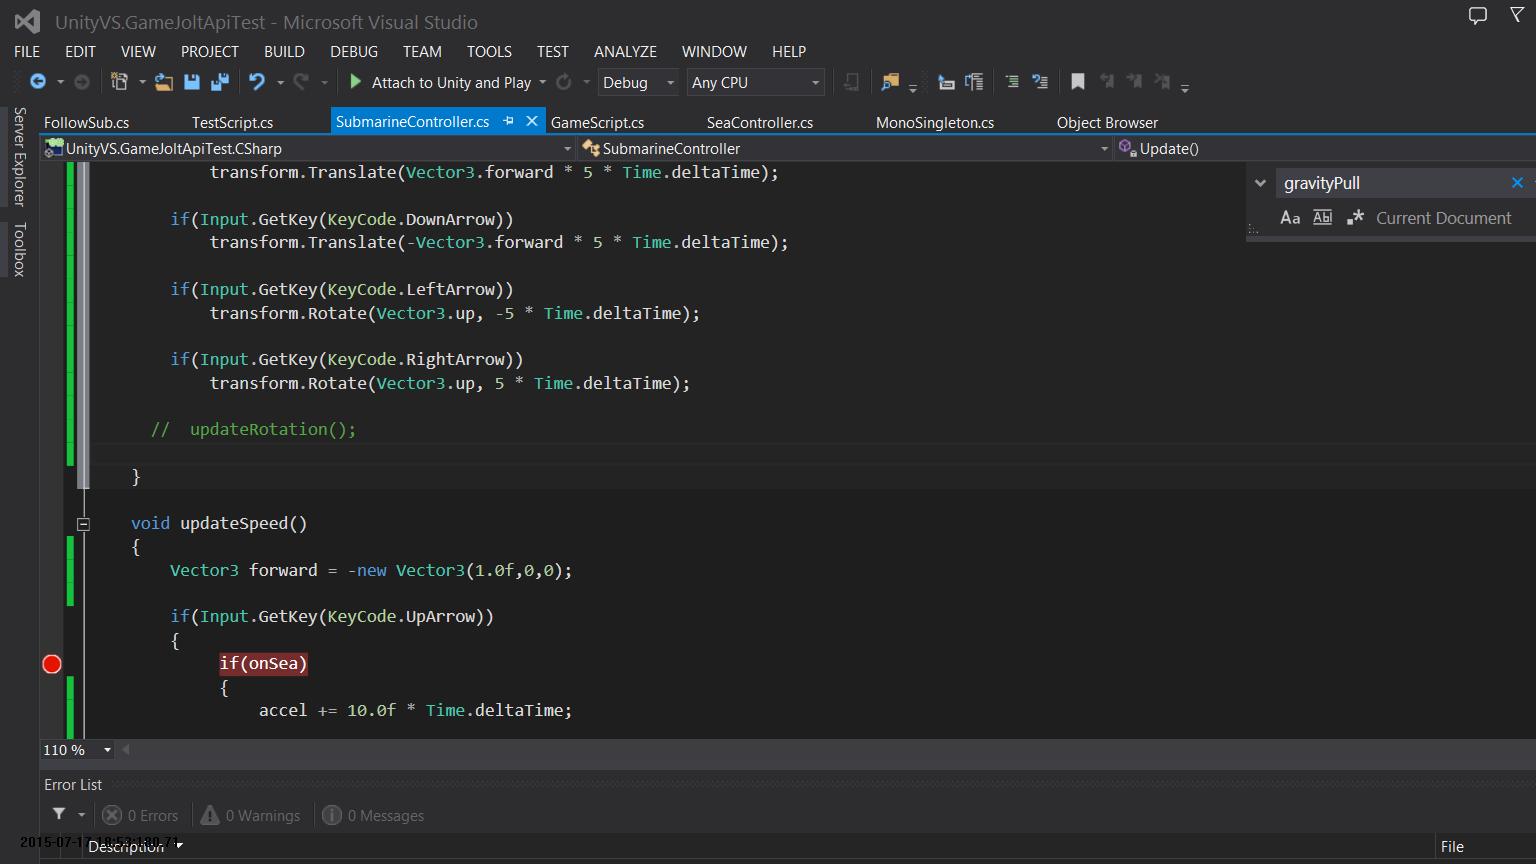 UnityVS.GameJoltApiTest - Microsoft Visual Studio
FILE EDIT VIEW PROJECT BUILD DEBUG TEAM TOOLS TEST ANALYZE WINDOW HELP
Attach to Unity and Play Debug Any CPU
Server Explorer
Toolbox
FollowSub.cs TestScript.cs SubmarineController.cs GameScript.cs SeaController.cs MonoSingleton.cs Object Browser
UnityVS.GameJoltApiTest.CSharp SubmarineController Update()
gravityPull
Aa Abl .* Current Document
transform.Translate(Vector3.forward * 5 * Time.deltaTime);
if(Input.GetKey(KeyCode.DownArrow))
transform.Translate(-Vector3.forward * 5 * Time.deltaTime);
if(Input.GetKey(KeyCode.LeftArrow))
transform.Rotate(Vector3.up, -5 * Time.deltaTime);
if(Input.GetKey(KeyCode.RightArrow))
transform.Rotate(Vector3.up, 5 * Time.deltaTime);
// updateRotation();
}
void updateSpeed()
{
Vector3 forward = -new Vector3(1.0f,0,0);
if(Input.GetKey(KeyCode.UpArrow))
{
if(onSea)
{
accel += 10.0f * Time.deltaTime;
110 %
Error List
0 Errors 0 Warnings 0 Messages
Description File